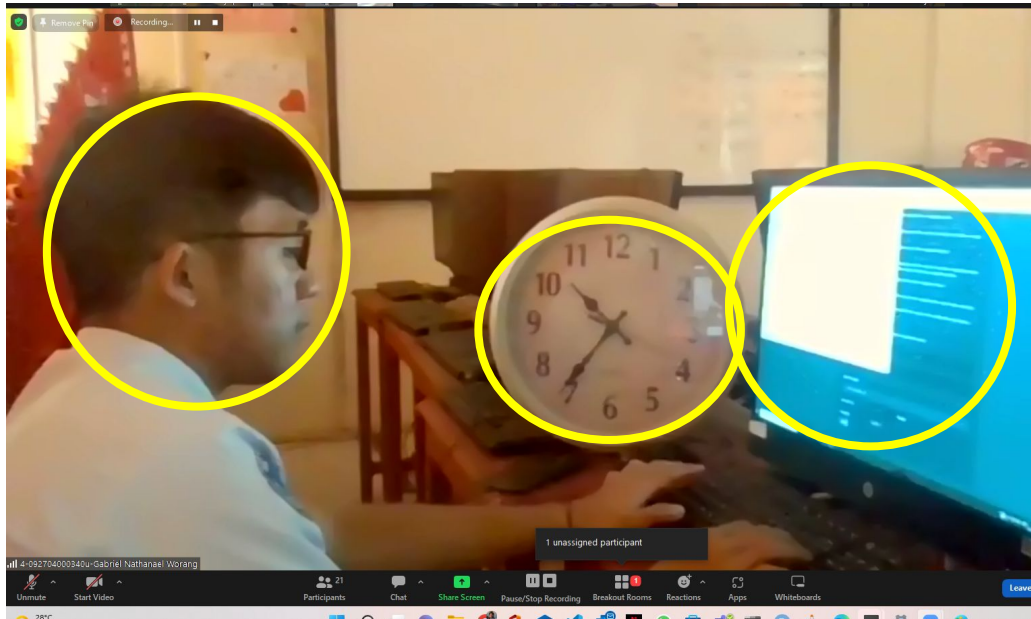 Remove Pin
Recording...
11 12 1
10 2
9
8 4
7 6 5
1 unassigned participant
4-092704000340u-Gabriel Nathanael Worang
21
Unmute
Start Video
Participants
Chat
Share Screen
Pause/Stop Recording
1
Breakout Rooms
Reactions
Apps
Whiteboards
Leave
28°C